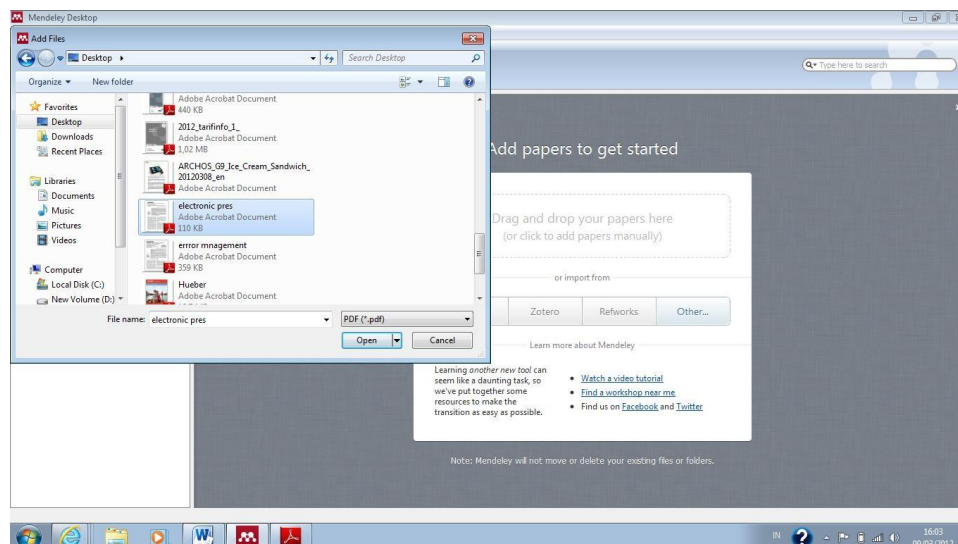 Mendeley Desktop
Add Files
Desktop
Search Desktop
Type here to search
Organize
New folder
Favorites
Desktop
Downloads
Recent Places
Libraries
Documents
Music
Pictures
Videos
Computer
Local Disk (C:)
New Volume (D:)
Adobe Acrobat Document
440 KB
2012_tarifinfo_1_
Adobe Acrobat Document
1,02 MB
ARCHOS_G9_Ice_Cream_Sandwich_
20120308_en
Adobe Acrobat Document
electronic pres
Adobe Acrobat Document
110 KB
errror mnagement
Adobe Acrobat Document
359 KB
Hueber
Adobe Acrobat Document
File name: electronic pres
PDF (*.pdf)
Open
Cancel
Add papers to get started
Drag and drop your papers here
(or click to add papers manually)
or import from
Zotero
Refworks
Other...
Learn more about Mendeley
Learning another new tool can
seem like a daunting task, so
we've put together some
resources to make the
transition as easy as possible.
Watch a video tutorial
Find a workshop near me
Find us on Facebook and Twitter
Note: Mendeley will not move or delete your existing files or folders.
IN
16:03